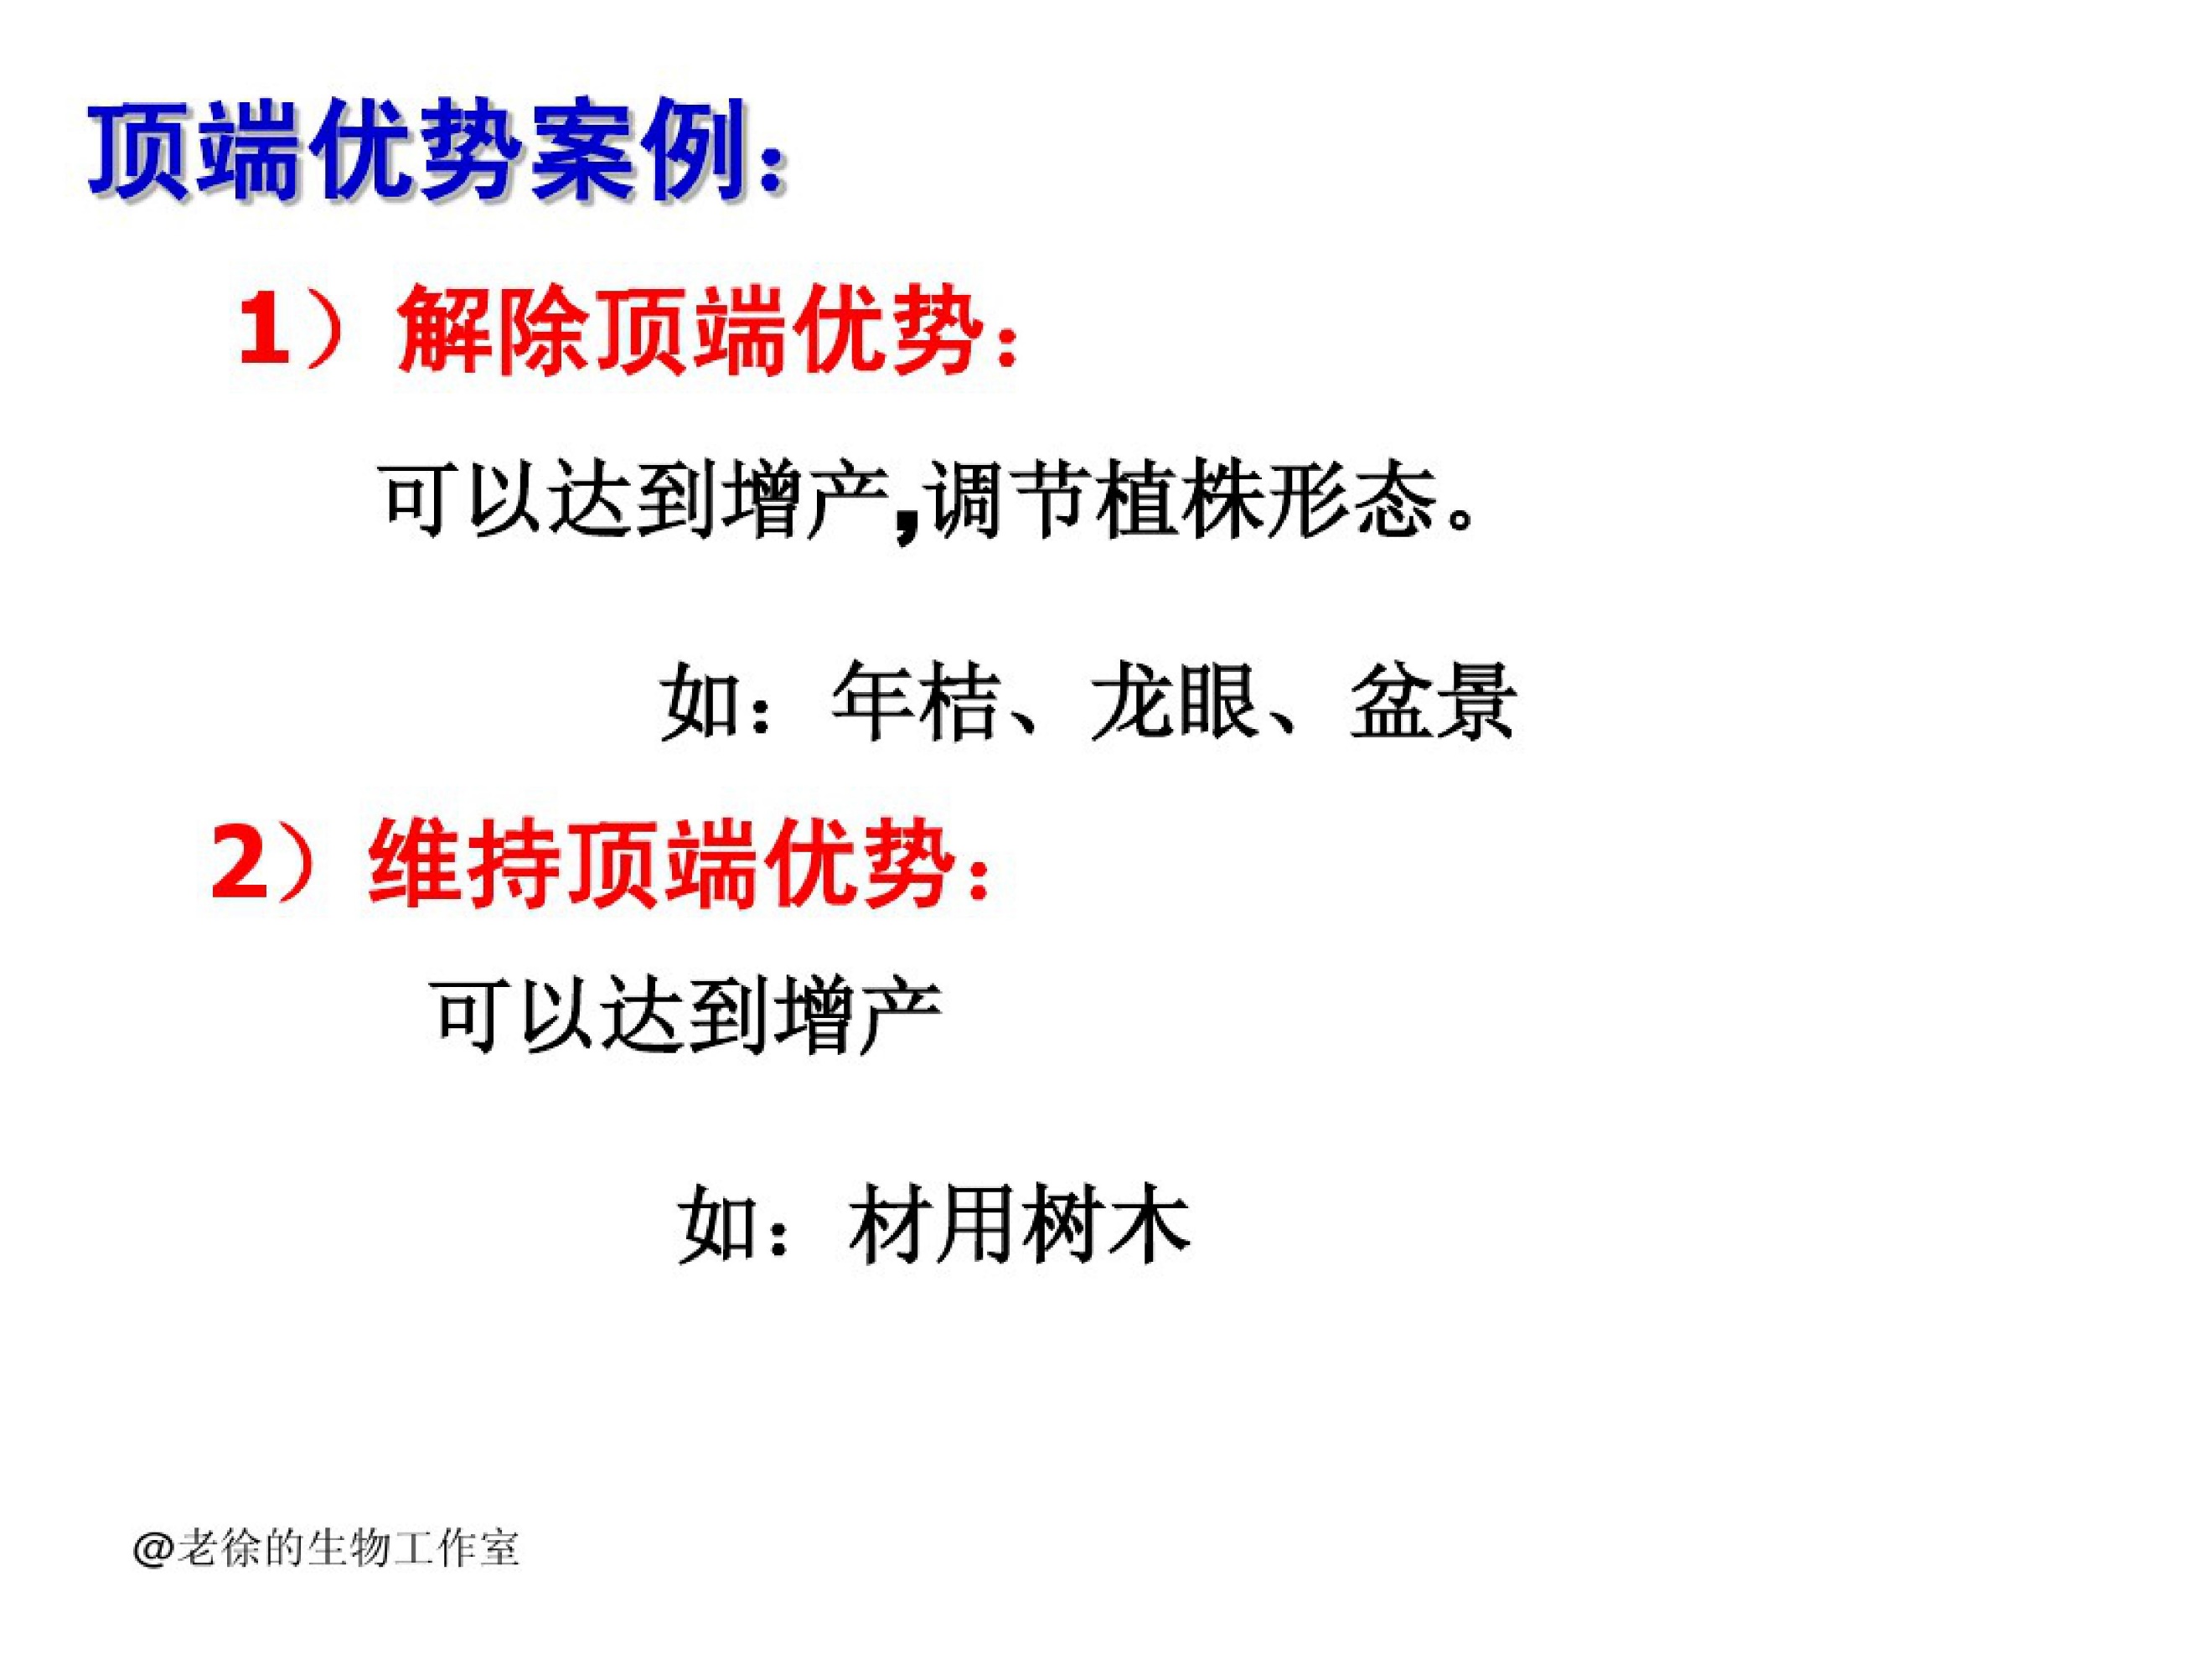 顶端优势案例：
1）解除顶端优势：
可以达到增产,调节植株形态。
如：年桔、龙眼、盆景
2）维持顶端优势：
可以达到增产
如：材用树木
@老徐的生物工作室